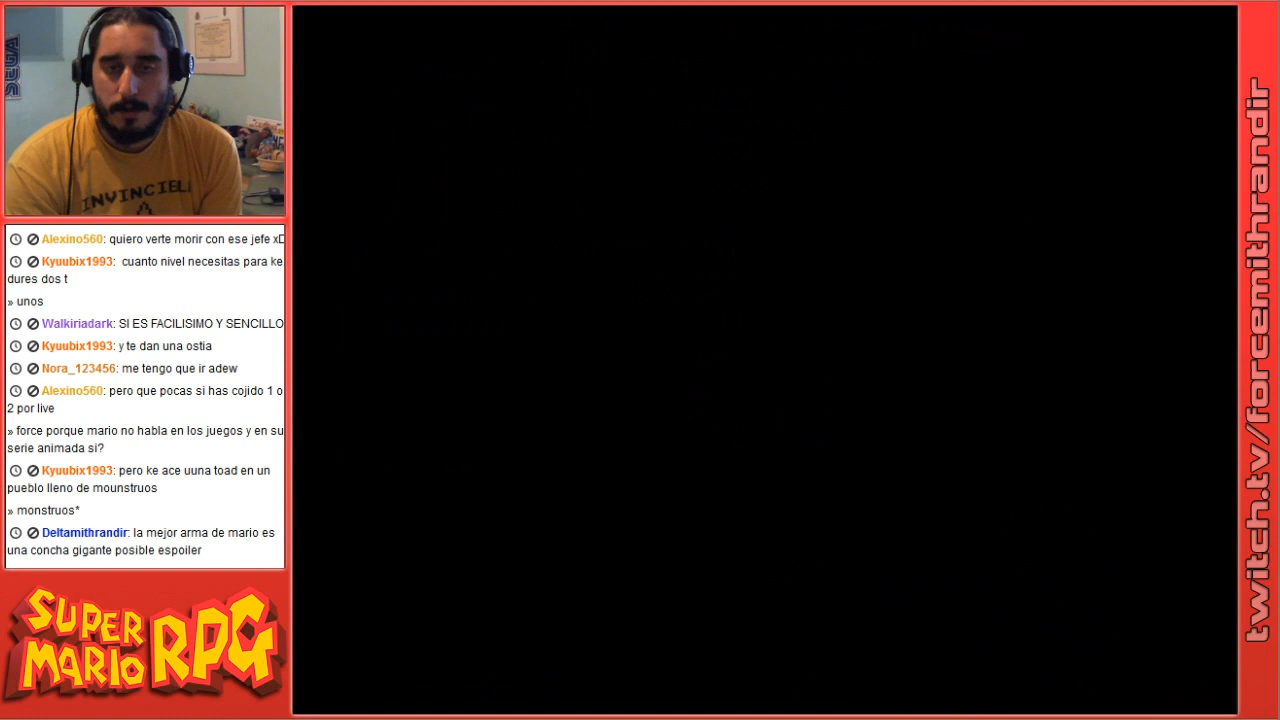 SEGA
INVINCIBL
Alexino560: quiero verte morir con ese jefe xD
Kyuubix1993: cuanto nivel necesitas para ke
dures dos t
» unos
Walkiriadark: SI ES FACILISIMO Y SENCILLO
Kyuubix1993: y te dan una ostia
Nora_123456: me tengo que ir adew
Alexino560: pero que pocas si has cojido 1 o
2 por live
» force porque mario no habla en los juegos y en su
serie animada si?
Kyuubix1993: pero ke ace uuna toad en un
pueblo lleno de mounstruos
» monstruos*
Deltamithrandir: la mejor arma de mario es
una concha gigante posible espoiler
SUPER
MARIO RPG
twitch.tv/forcemithrandir